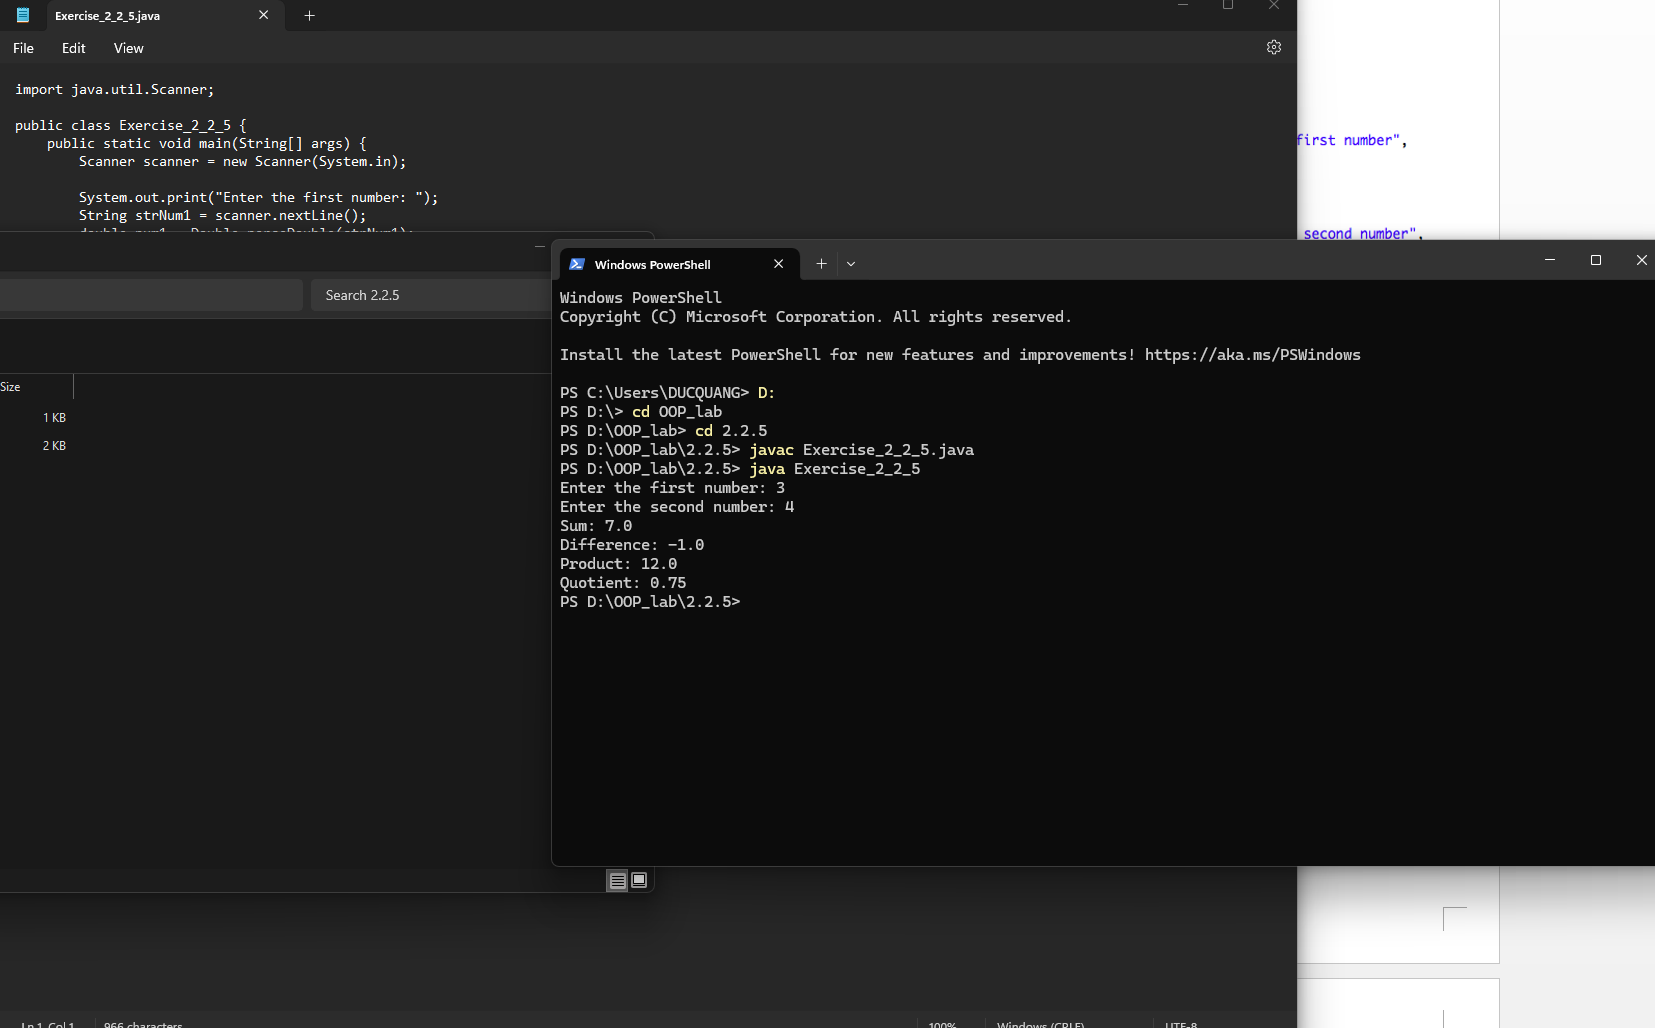 Exercise_2_2_5.java
File Edit View
import java.util.Scanner;
public class Exercise_2_2_5 {
public static void main(String[] args) {
Scanner scanner = new Scanner(System.in);
System.out.print("Enter the first number: ");
String strNum1 = scanner.nextLine();
double num1 = Double.parseDouble(strNum1);
first number",
second number",
Search 2.2.5
Size
1 KB
2 KB
Windows PowerShell
Windows PowerShell
Copyright (C) Microsoft Corporation. All rights reserved.
Install the latest PowerShell for new features and improvements! https://aka.ms/PSWindows
PS C:\Users\DUCQUANG> D:
PS D:\> cd OOP_lab
PS D:\OOP_lab> cd 2.2.5
PS D:\OOP_lab\2.2.5> javac Exercise_2_2_5.java
PS D:\OOP_lab\2.2.5> java Exercise_2_2_5
Enter the first number: 3
Enter the second number: 4
Sum: 7.0
Difference: -1.0
Product: 12.0
Quotient: 0.75
PS D:\OOP_lab\2.2.5>
Ln 1, Col 1 966 characters 100% Windows (CRLF) UTF-8